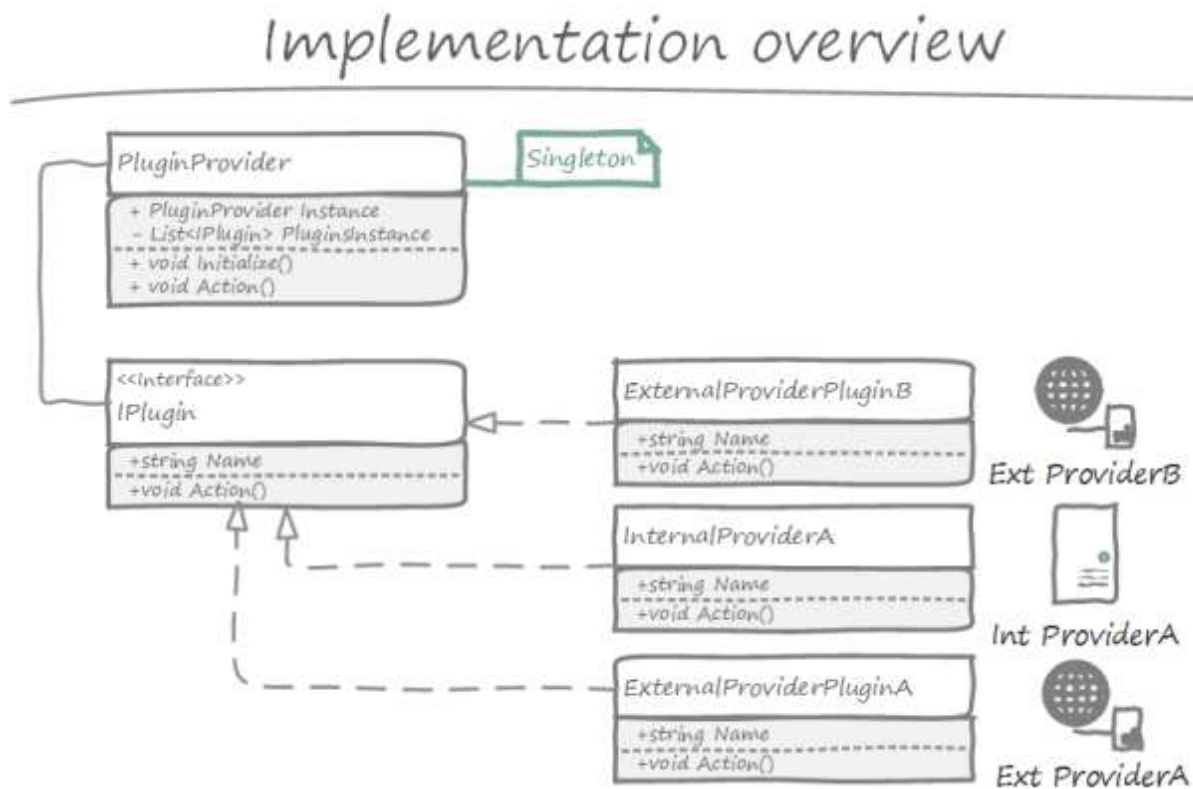 Implementation overview
PluginProvider
Singleton
+ PluginProvider Instance
- List<IPlugin> PluginsInstance
+ void Initialize()
+ void Action()
<<Interface>>
IPlugin
+string Name
+void Action()
ExternalProviderPluginB
+string Name
+void Action()
Ext ProviderB
InternalProviderA
+string Name
+void Action()
Int ProviderA
ExternalProviderPluginA
+string Name
+void Action()
Ext ProviderA